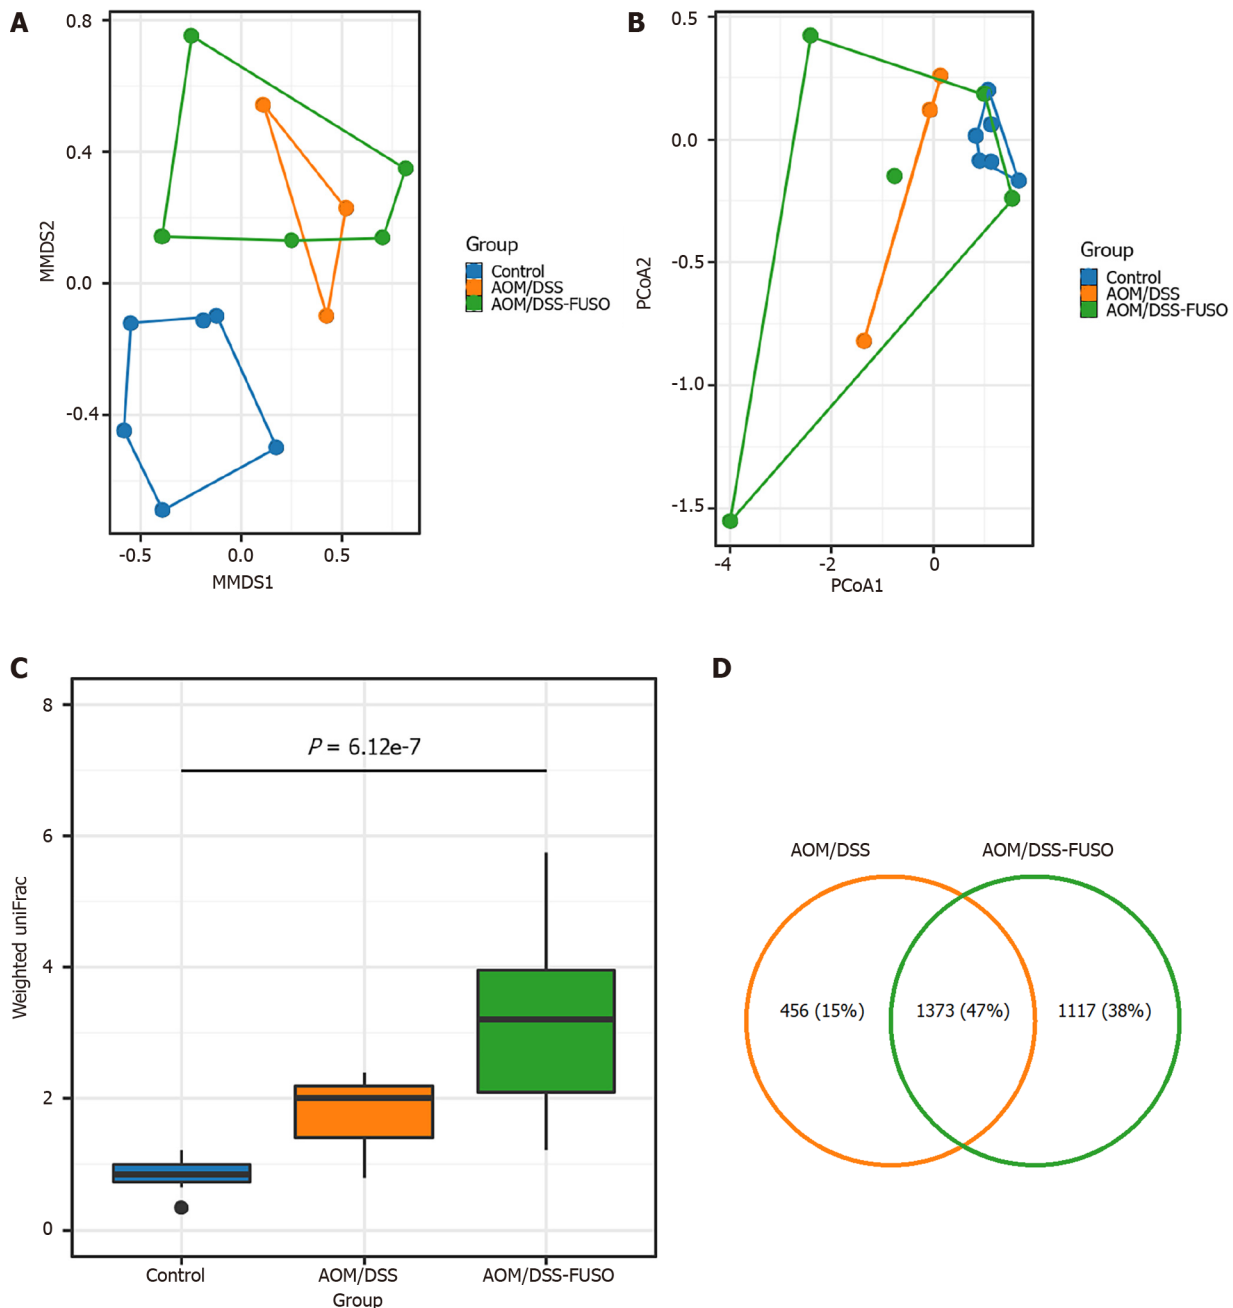 A
0.8
0.4
0.0
-0.4
MMDS2
-0.5
0.0
0.5
MMDS1
Group
Control
AOM/DSS
AOM/DSS-FUSO
B
0.5
0.0
-0.5
-1.0
-1.5
PCoA2
-4
-2
0
PCoA1
Group
Control
AOM/DSS
AOM/DSS-FUSO
C
8
6
4
2
0
Weighted uniFrac
P = 6.12e-7
Control
AOM/DSS
AOM/DSS-FUSO
Group
D
AOM/DSS
AOM/DSS-FUSO
456 (15%)
1373 (47%)
1117 (38%)